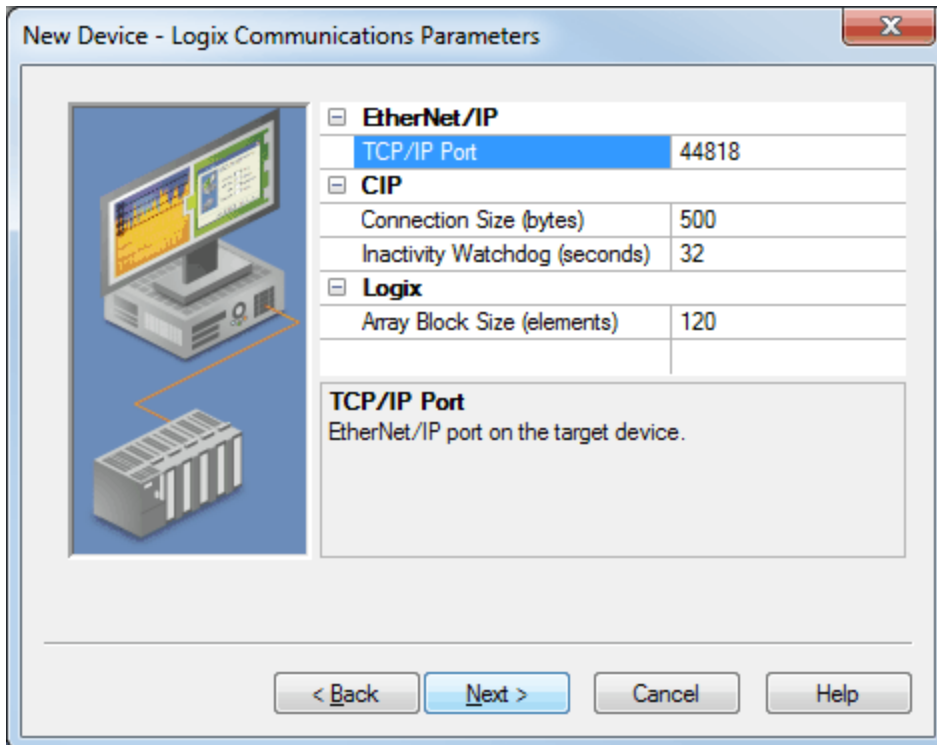 New Device - Logix Communications Parameters
EtherNet/IP
TCP/IP Port 44818
CIP
Connection Size (bytes) 500
Inactivity Watchdog (seconds) 32
Logix
Array Block Size (elements) 120
TCP/IP Port
EtherNet/IP port on the target device.
< Back Next > Cancel Help